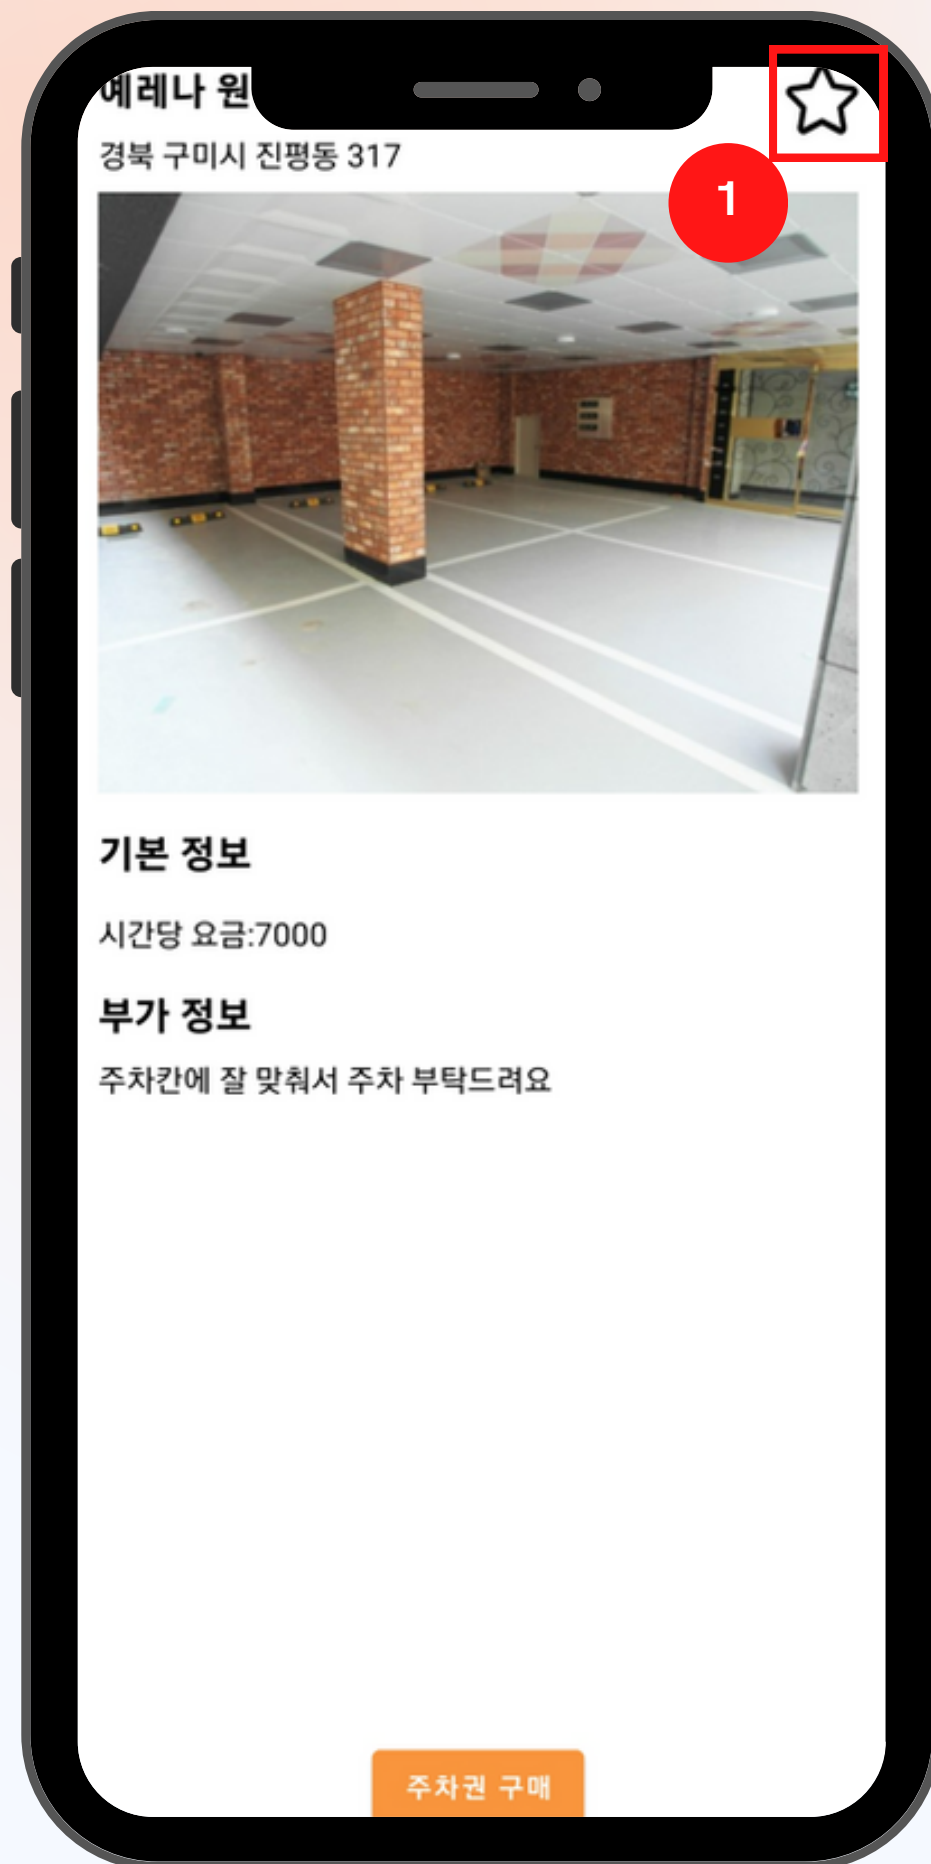 예레나 원
경북 구미시 진평동 317
1
기본 정보
시간당 요금:7000
부가 정보
주차칸에 잘 맞춰서 주차 부탁드려요
주차권 구매